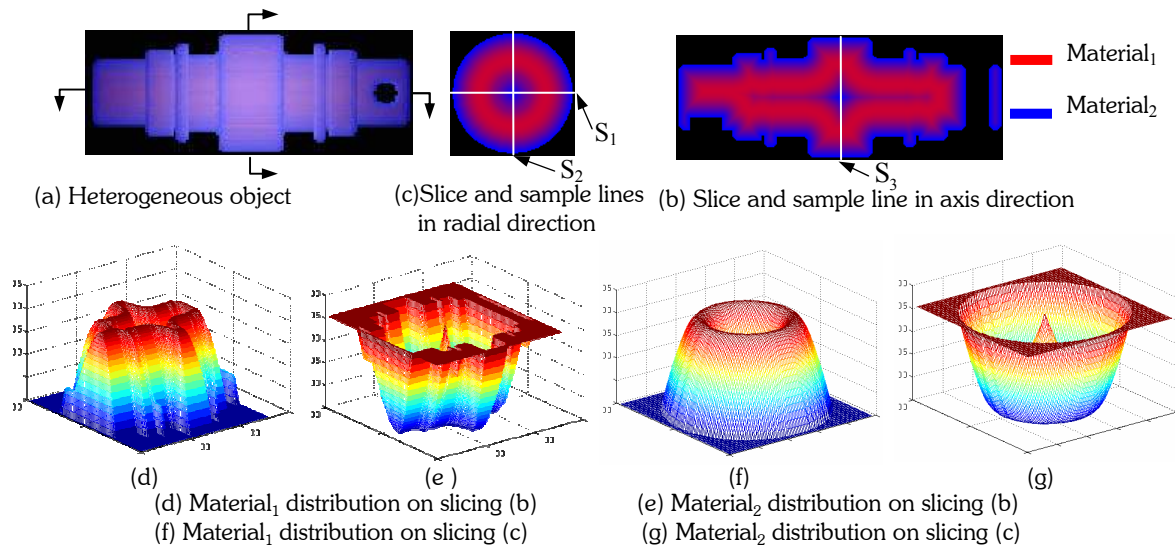 Material₁
Material₂
S₁
S₂
S₃
(a) Heterogeneous object
(c)Slice and sample lines
in radial direction
(b) Slice and sample line in axis direction
(d)
(e )
(f)
(g)
(d) Material₁ distribution on slicing (b)
(e) Material₂ distribution on slicing (b)
(f) Material₁ distribution on slicing (c)
(g) Material₂ distribution on slicing (c)